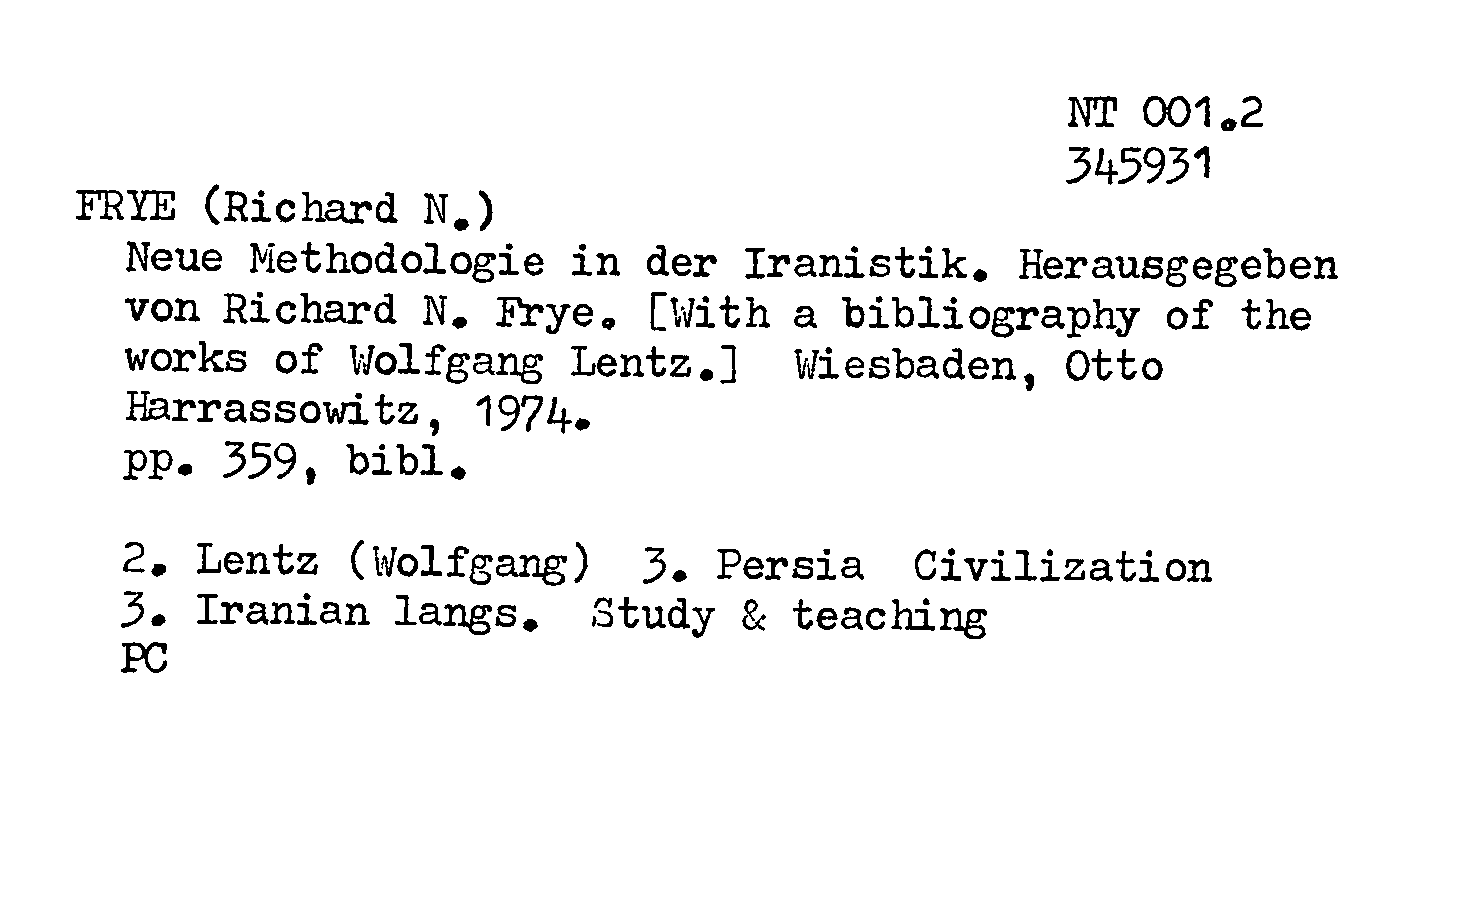 NT 001.2
345931
FRYE (Richard N.)
Neue Methodologie in der Iranistik. Herausgegeben
von Richard N. Frye. [With a bibliography of the
works of Wolfgang Lentz.] Wiesbaden, Otto
Harrassowitz, 1974.
pp. 359, bibl.
2. Lentz (Wolfgang) 3. Persia Civilization
3. Iranian langs. Study & teaching
PC